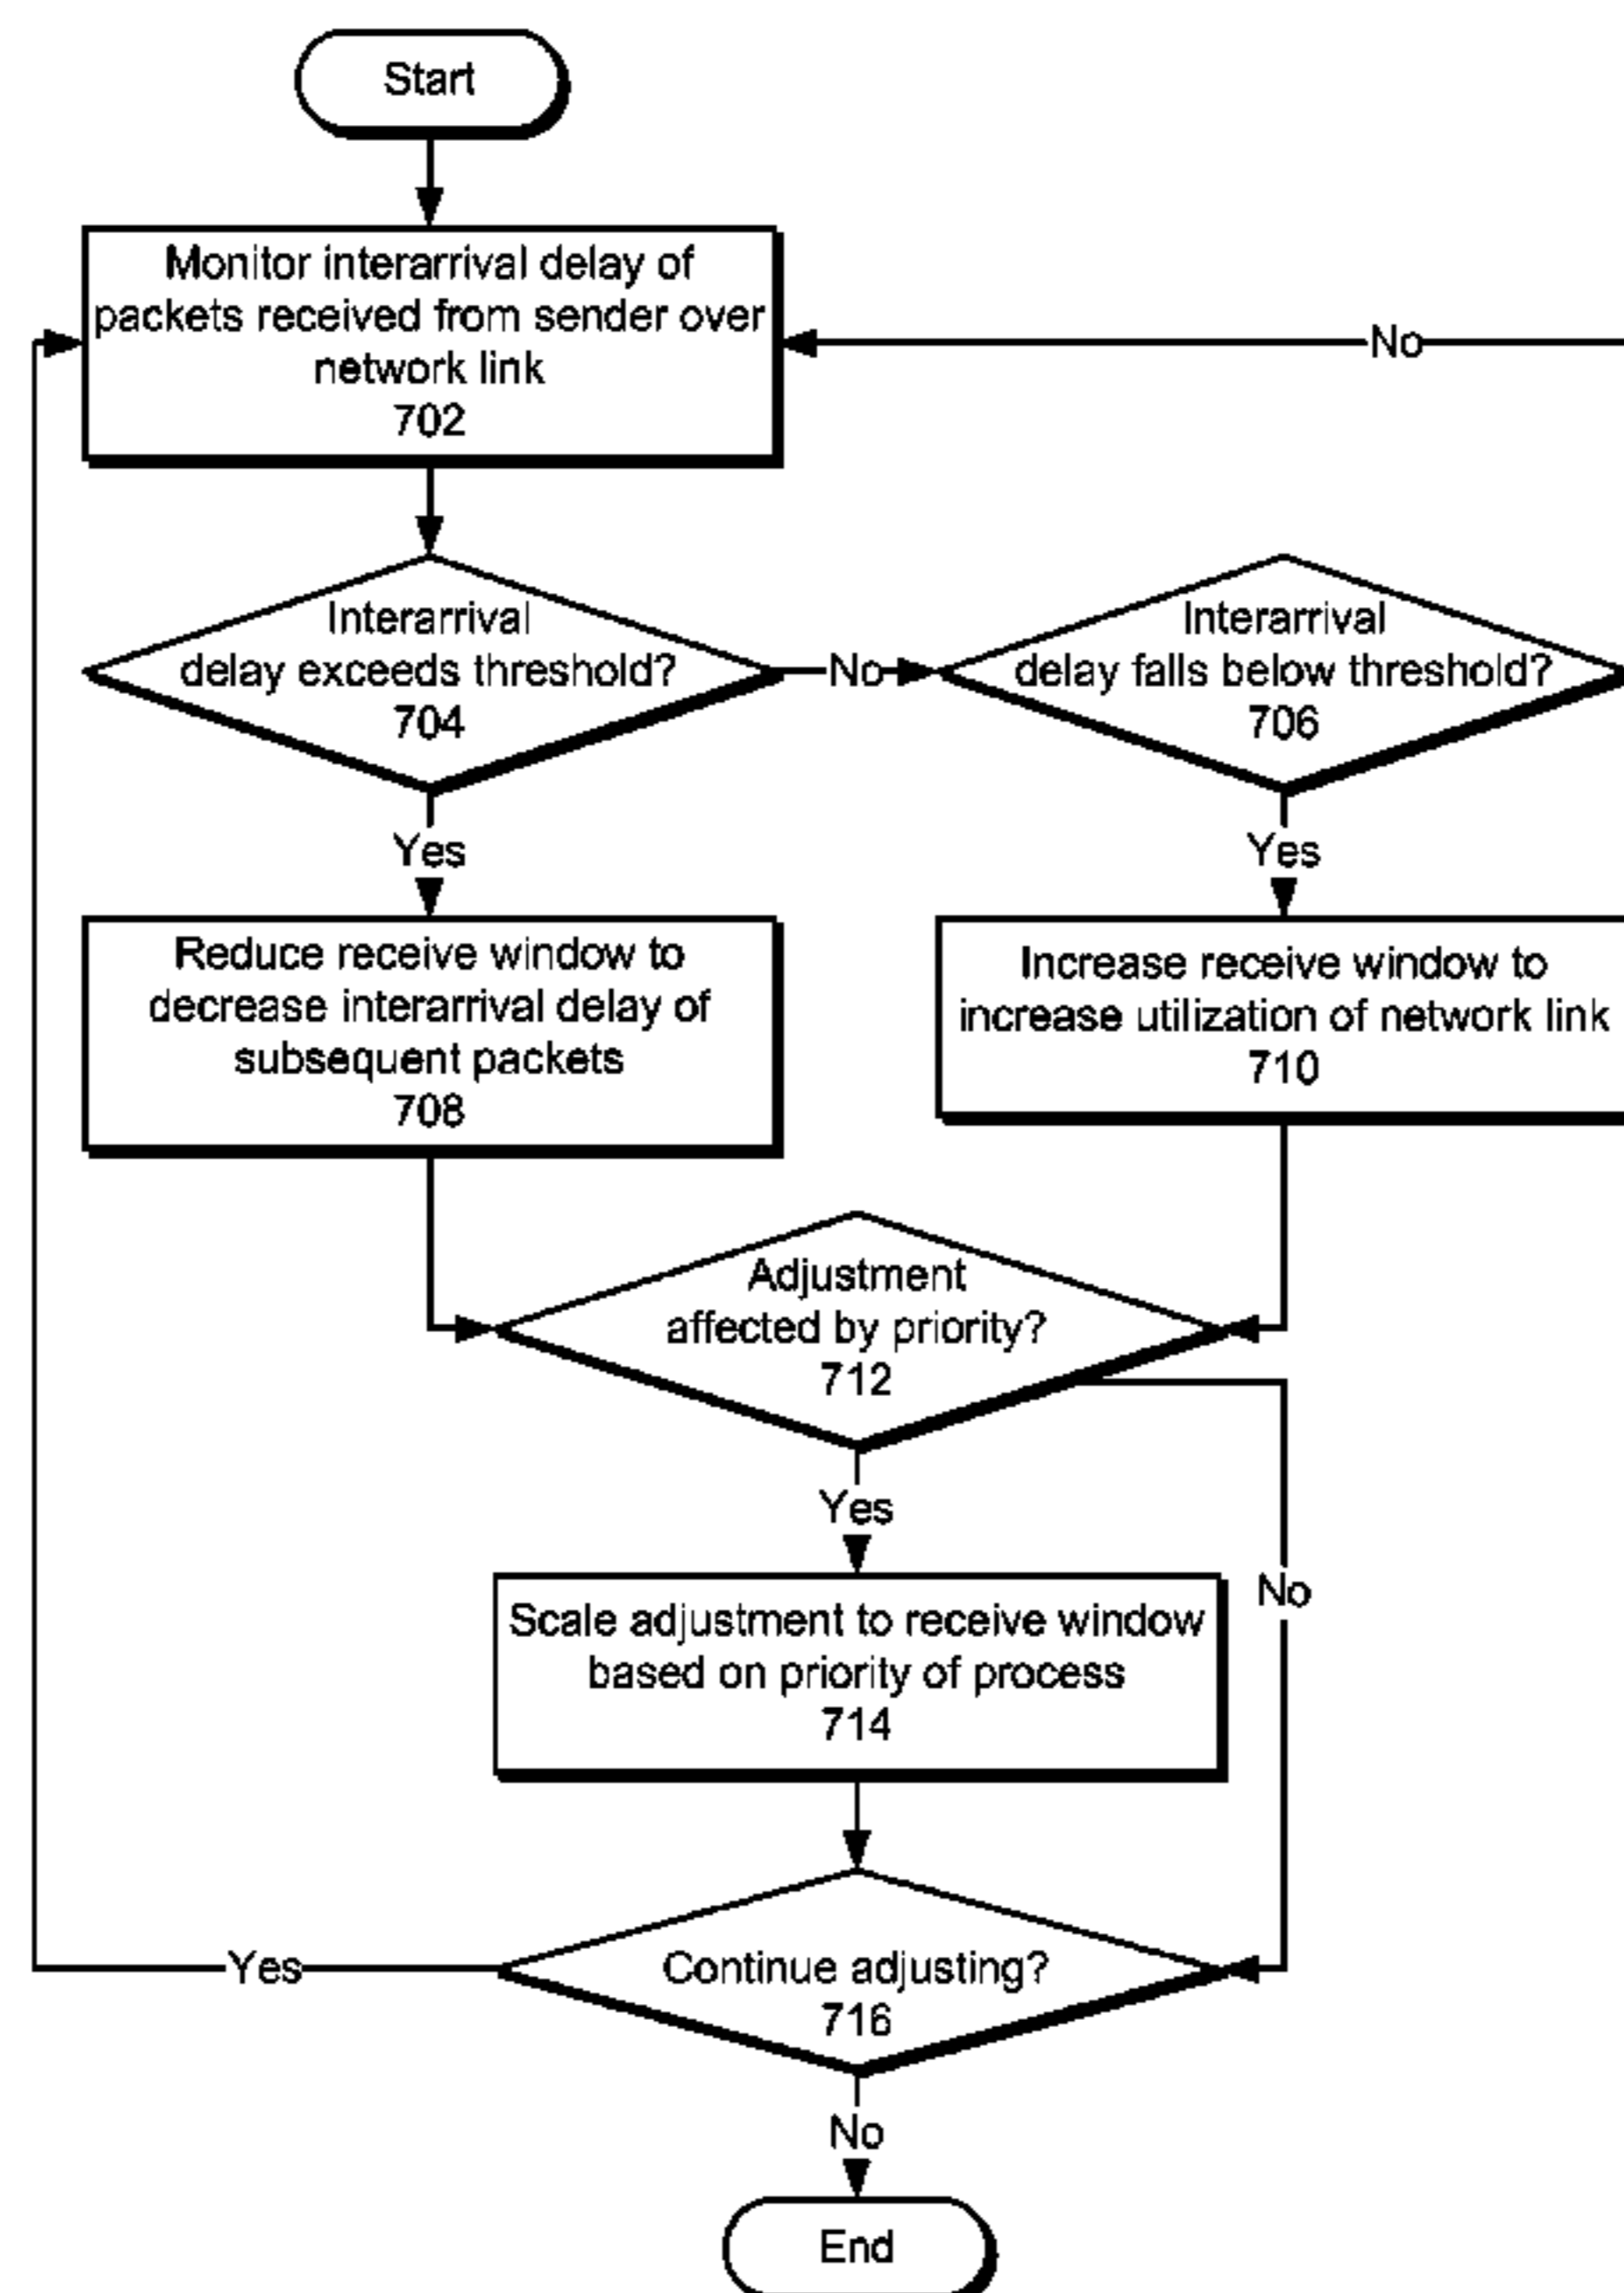 Start
Monitor interarrival delay of
packets received from sender over
network link
702
No
Interarrival
delay exceeds threshold?
704
No
Interarrival
delay falls below threshold?
706
Yes
Yes
Reduce receive window to
decrease interarrival delay of
subsequent packets
708
Increase receive window to
increase utilization of network link
710
Adjustment
affected by priority?
712
Yes
No
Scale adjustment to receive window
based on priority of process
714
Yes
Continue adjusting?
716
No
End